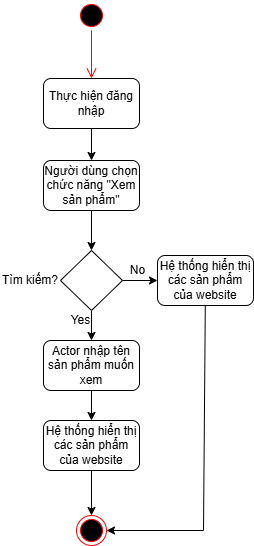 Thực hiện đăng
nhập
Người dùng chọn
chức năng "Xem
sản phẩm"
Tìm kiếm?
No
Hệ thống hiển thị
các sản phẩm
của website
Yes
Actor nhập tên
sản phẩm muốn
xem
Hệ thống hiển thị
các sản phẩm
của website